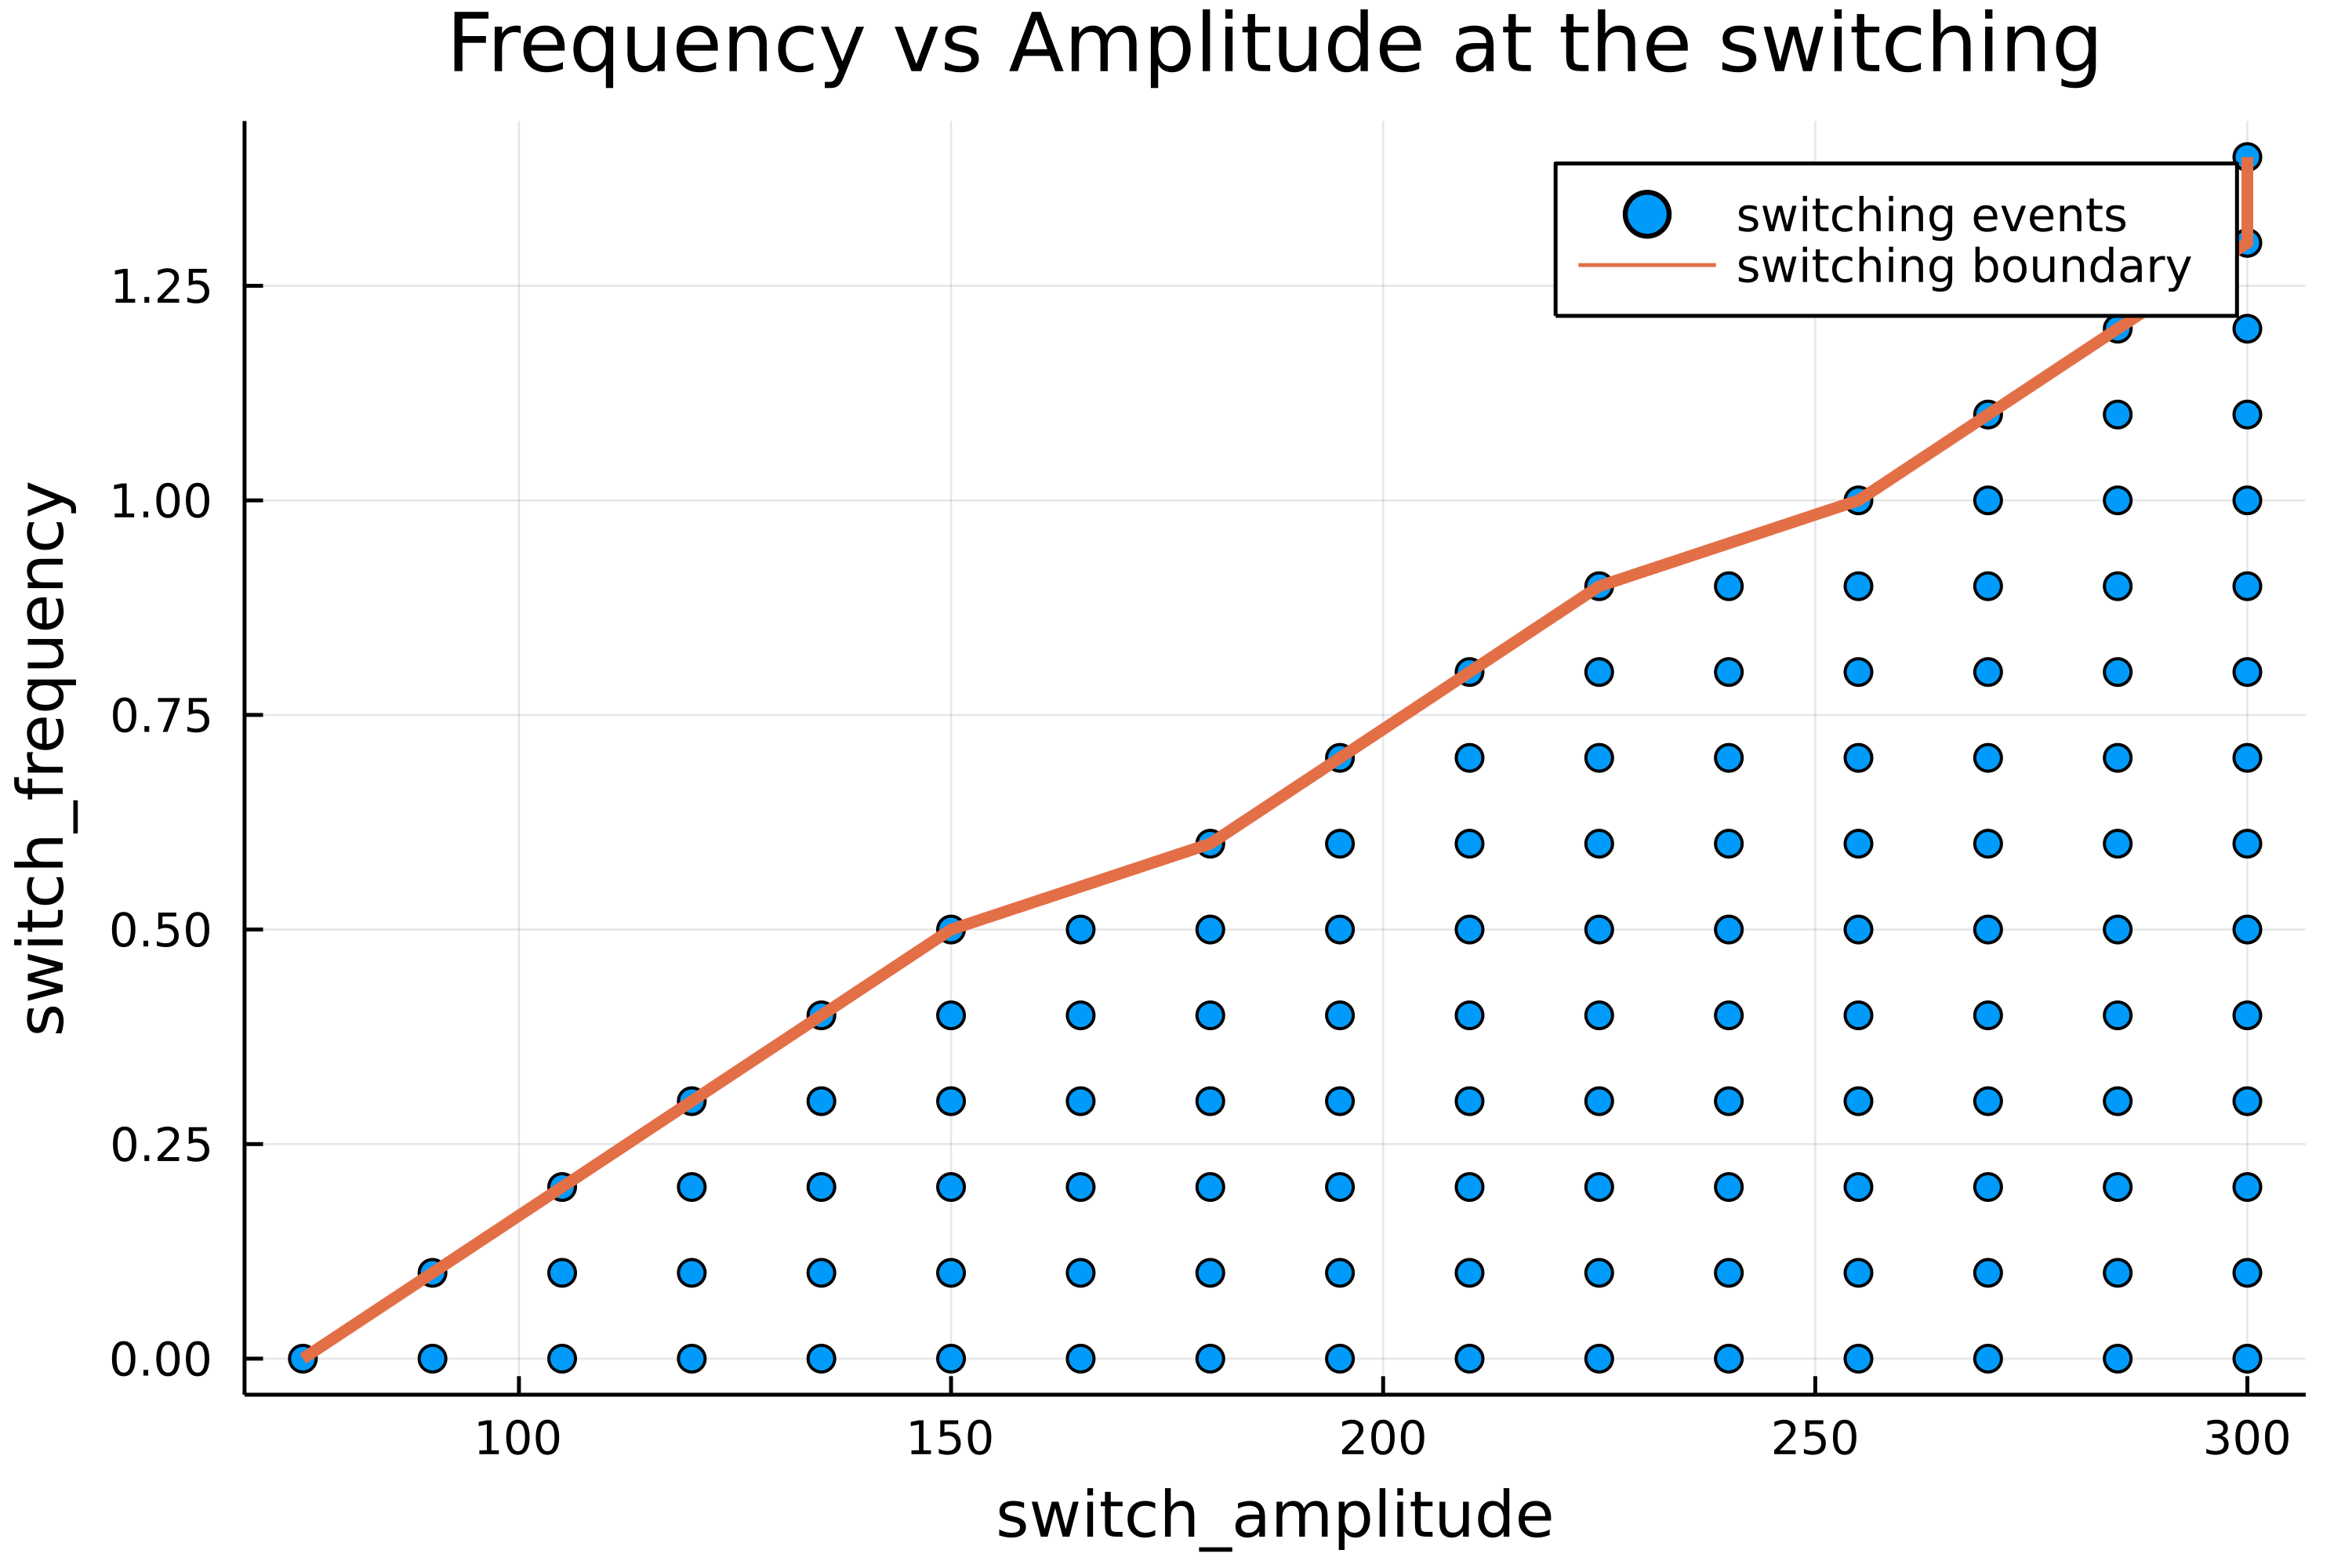 Frequency vs Amplitude at the switching
switching events
switching boundary
switch_frequency
1.25
1.00
0.75
0.50
0.25
0.00
100 150 200 250 300
switch_amplitude